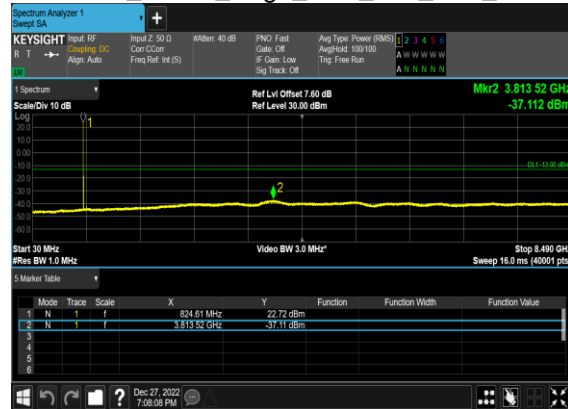 Spectrum Analyzer 1
Swept SA
+
KEYSIGHT Input: RF Input Z: 50 Ω #Atten: 40 dB PNO: Fast Avg Type: Power (RMS) 1 2 3 4 5 6
R T Coupling: DC Corr CCorr Gate: Off Avg|Hold: 100/100 A W W W W W
Align: Auto Freq Ref: Int (S) IF Gain: Low Trig: Free Run
LW Sig Track: Off A N N N N N
1 Spectrum Ref Lvl Offset 7.60 dB Mkr2 3.813 52 GHz
Scale/Div 10 dB Ref Level 30.00 dBm -37.112 dBm
Log
20.0 1
10.0
0.00
-10.0 DL1 -13.00 dBm
-20.0
-30.0 2
-40.0
-50.0
-60.0
Start 30 MHz Video BW 3.0 MHz* Stop 8.490 GHz
#Res BW 1.0 MHz Sweep 16.0 ms (40001 pts)
5 Marker Table
Mode Trace Scale X Y Function Function Width Function Value
1 N 1 f 824.61 MHz 22.72 dBm
2 N 1 f 3.813 52 GHz -37.11 dBm
3
4
5
6
? Dec 27, 2022
7:08:08 PM